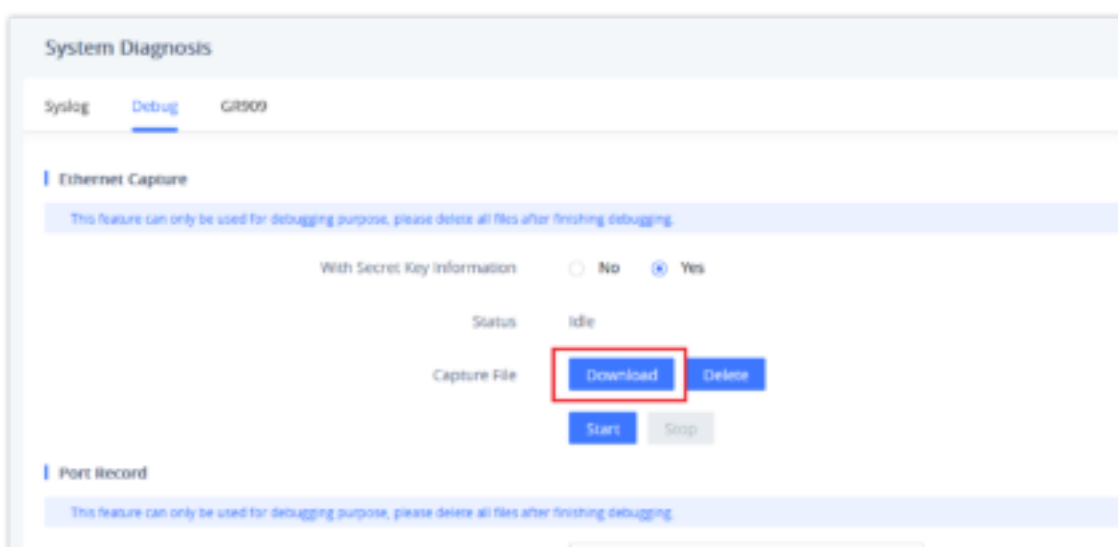 System Diagnosis
Syslog Debug GR909
Ethernet Capture
This feature can only be used for debugging purpose, please delete all files after finishing debugging.
With Secret Key Information No Yes
Status Idle
Capture File Download Delete
Start Stop
Port Record
This feature can only be used for debugging purpose, please delete all files after finishing debugging.